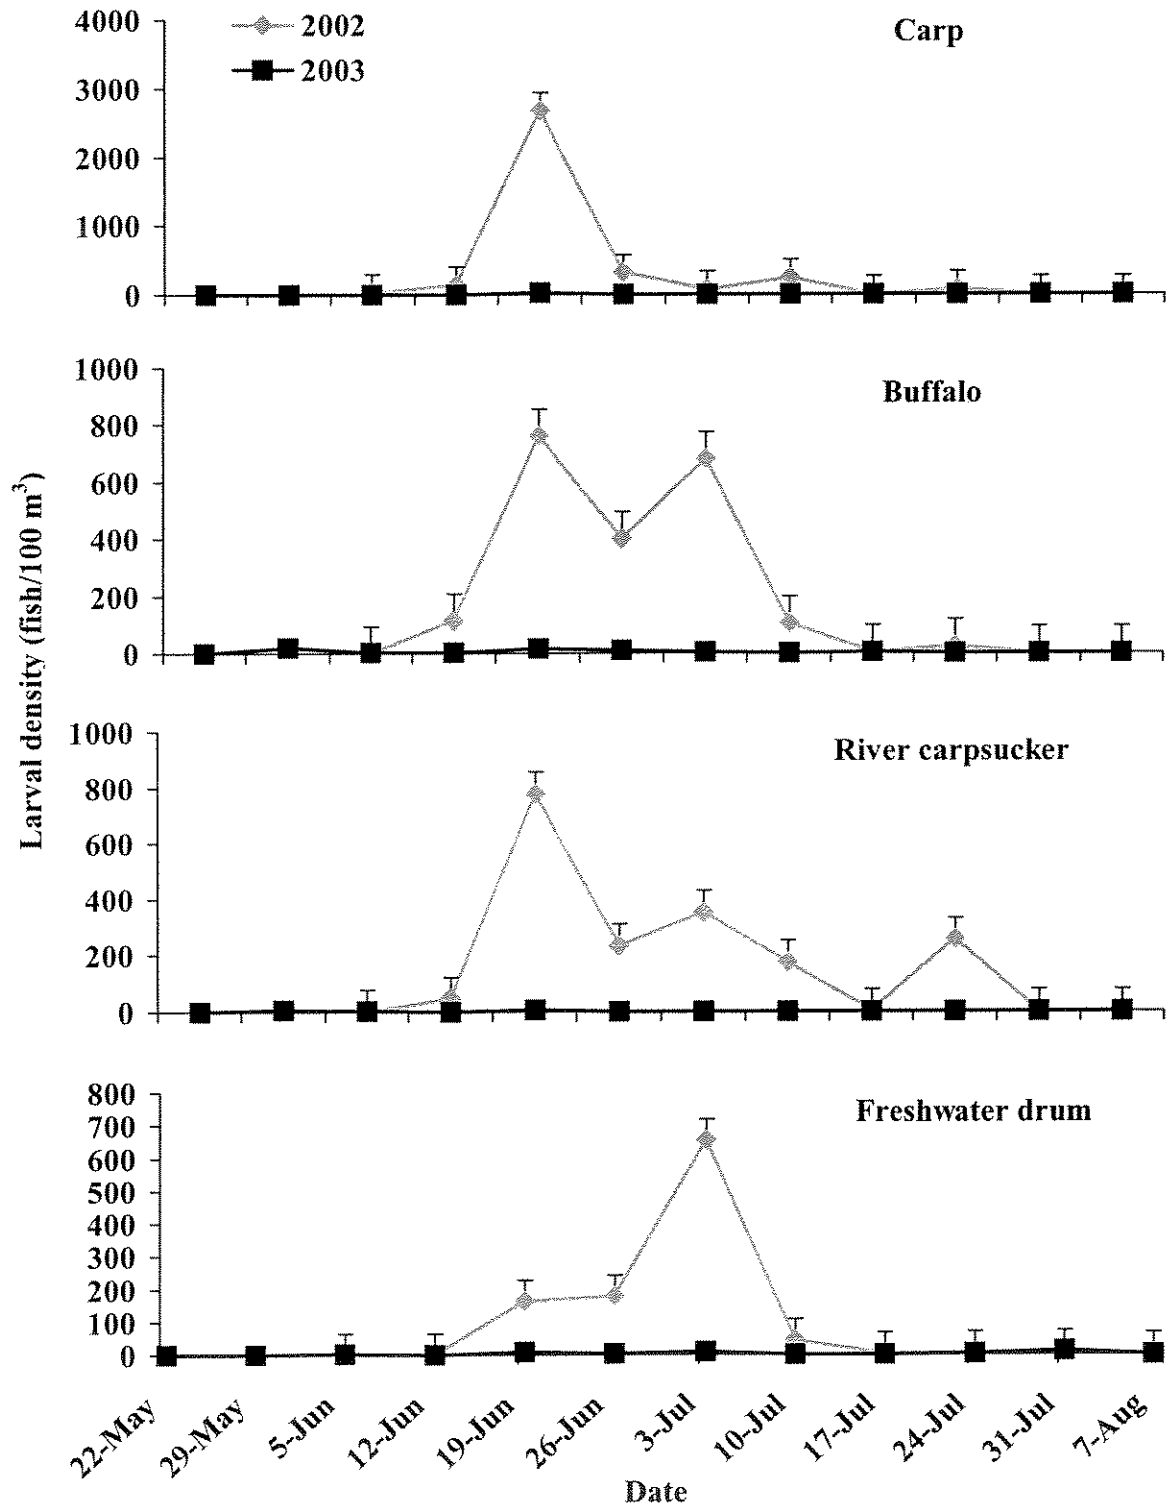 4000
2002
Carp
2003
3000
2000
1000
0
1000
Buffalo
800
600
400
200
0
Larval density (fish/100 m³)
1000
River carpsucker
800
600
400
200
0
800
Freshwater drum
700
600
500
400
300
200
100
0
22-May
29-May
5-Jun
12-Jun
19-Jun
26-Jun
3-Jul
10-Jul
17-Jul
24-Jul
31-Jul
7-Aug
Date